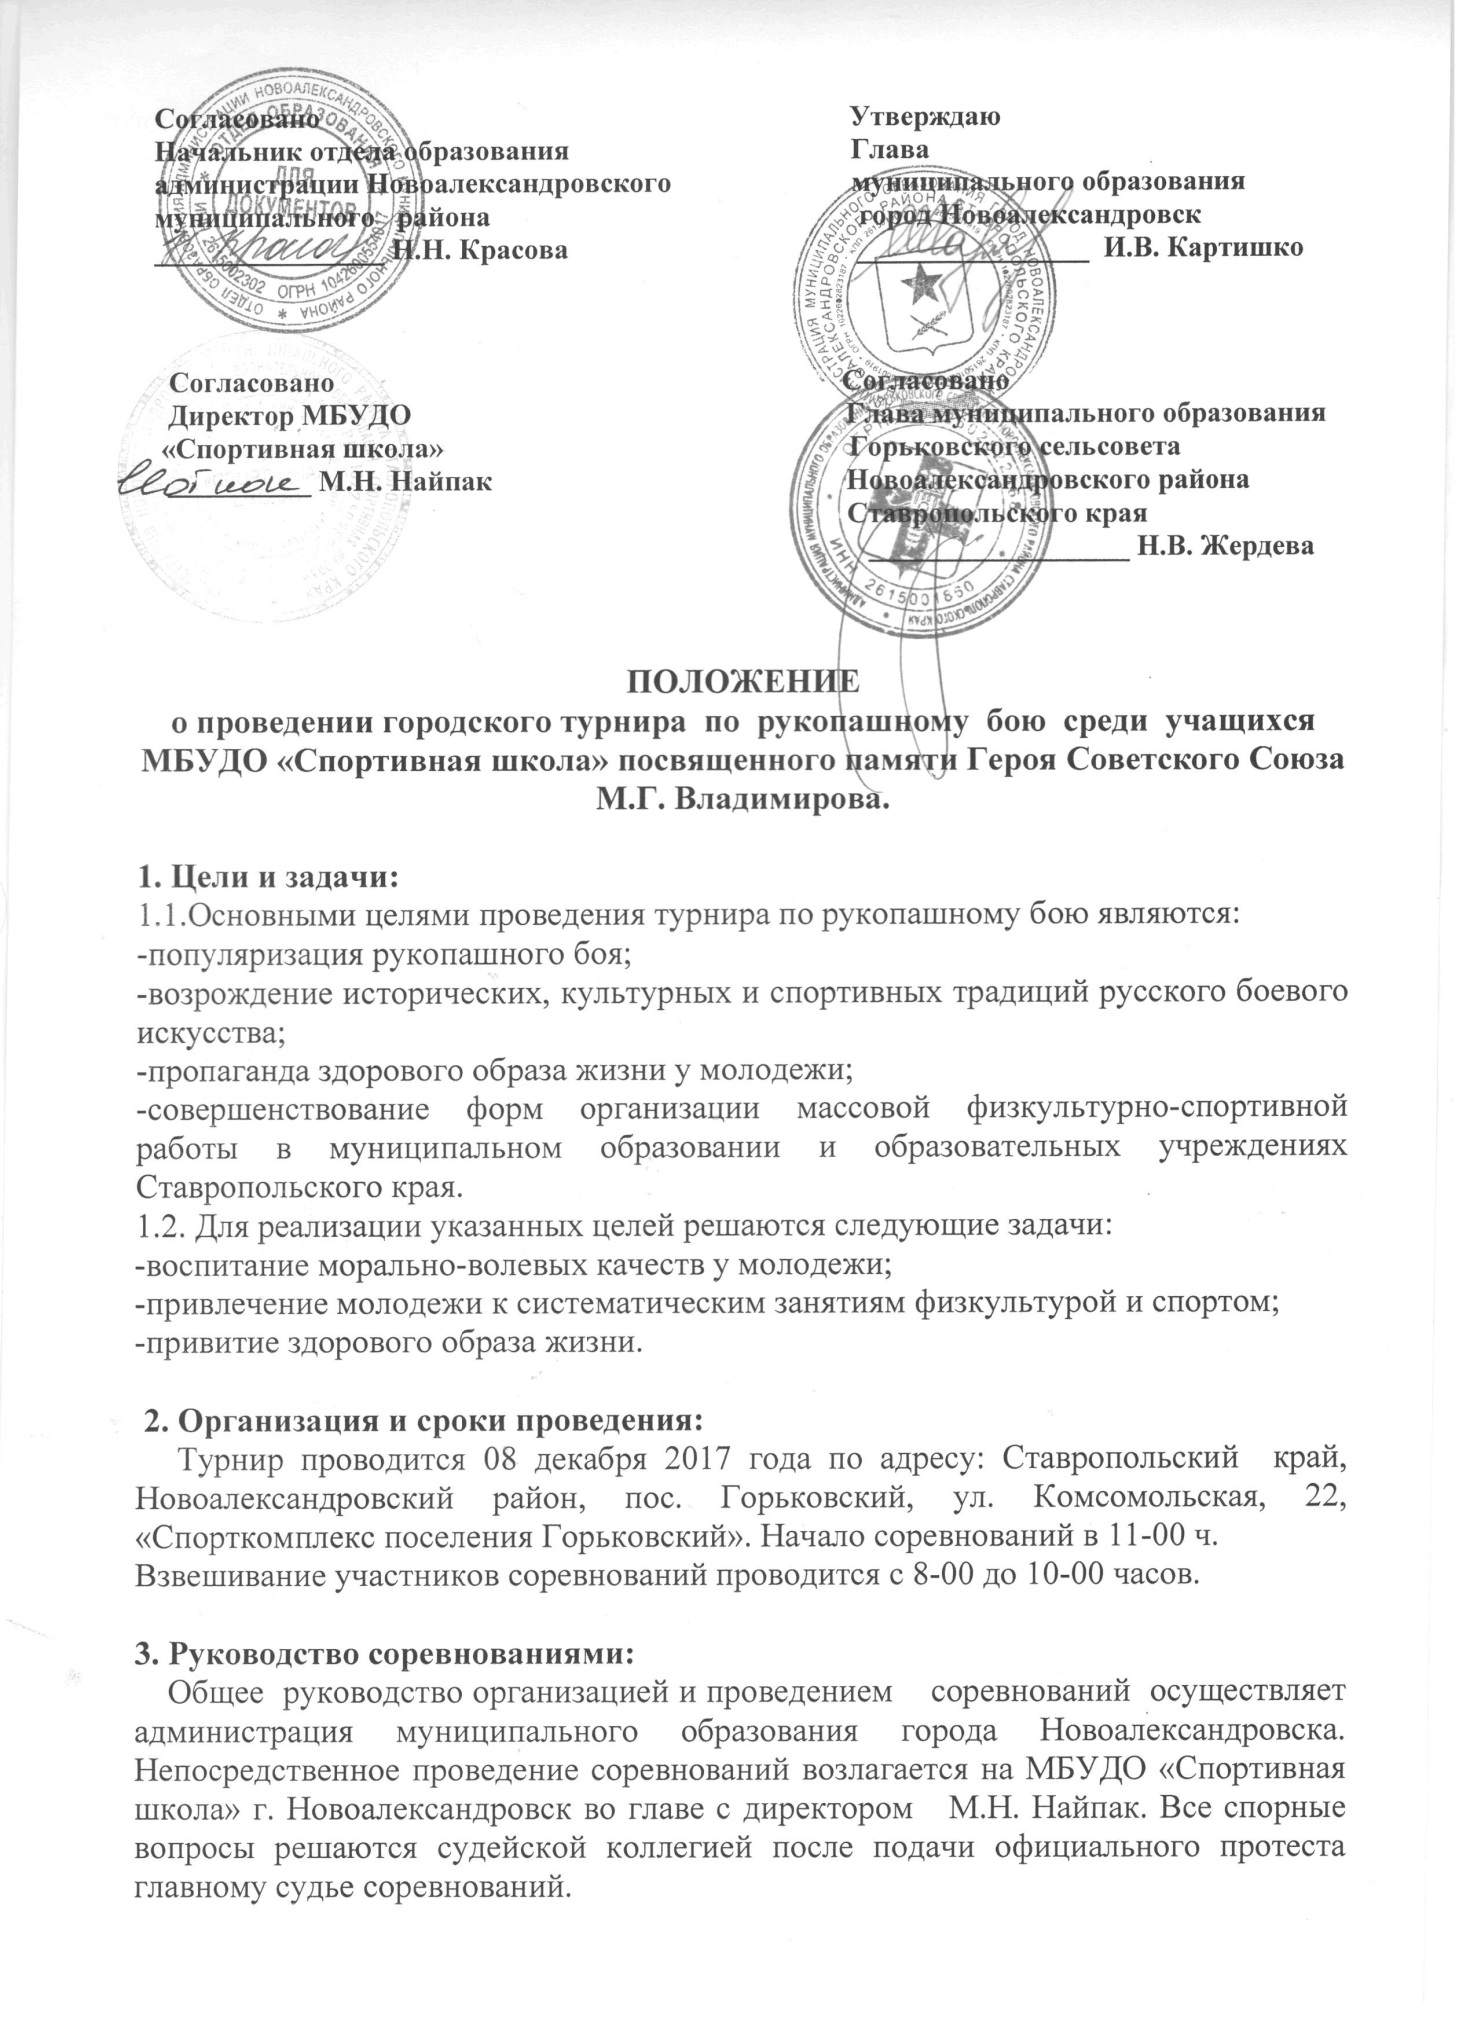 Согласовано
Начальник отдела образования
администрации Новоалександровского
муниципального района
Н.Н. Красова
Утверждаю
Глава
муниципального образования
город Новоалександровск
И.В. Картишко
ОТДЕЛ ОБРАЗОВАНИЯ
ДЛЯ
ДОКУМЕНТОВ
2615002302 ОГРН
Согласовано
Директор МБУДО
«Спортивная школа»
М.Н. Найпак
Согласовано
Глава муниципального образования
Горьковского сельсовета
Новоалександровского района
Ставропольского края
Н.В. Жердева
ИНН 2615001860
ПОЛОЖЕНИЕ
о проведении городского турнира по рукопашному бою среди учащихся
МБУДО «Спортивная школа» посвященного памяти Героя Советского Союза
М.Г. Владимирова.
1. Цели и задачи:
1.1.Основными целями проведения турнира по рукопашному бою являются:
-популяризация рукопашного боя;
-возрождение исторических, культурных и спортивных традиций русского боевого
искусства;
-пропаганда здорового образа жизни у молодежи;
-совершенствование форм организации массовой физкультурно-спортивной
работы в муниципальном образовании и образовательных учреждениях
Ставропольского края.
1.2. Для реализации указанных целей решаются следующие задачи:
-воспитание морально-волевых качеств у молодежи;
-привлечение молодежи к систематическим занятиям физкультурой и спортом;
-привитие здорового образа жизни.
2. Организация и сроки проведения:
Турнир проводится 08 декабря 2017 года по адресу: Ставропольский край,
Новоалександровский район, пос. Горьковский, ул. Комсомольская, 22,
«Спорткомплекс поселения Горьковский». Начало соревнований в 11-00 ч.
Взвешивание участников соревнований проводится с 8-00 до 10-00 часов.
3. Руководство соревнованиями:
Общее руководство организацией и проведением соревнований осуществляет
администрация муниципального образования города Новоалександровска.
Непосредственное проведение соревнований возлагается на МБУДО «Спортивная
школа» г. Новоалександровск во главе с директором М.Н. Найпак. Все спорные
вопросы решаются судейской коллегией после подачи официального протеста
главному судье соревнований.